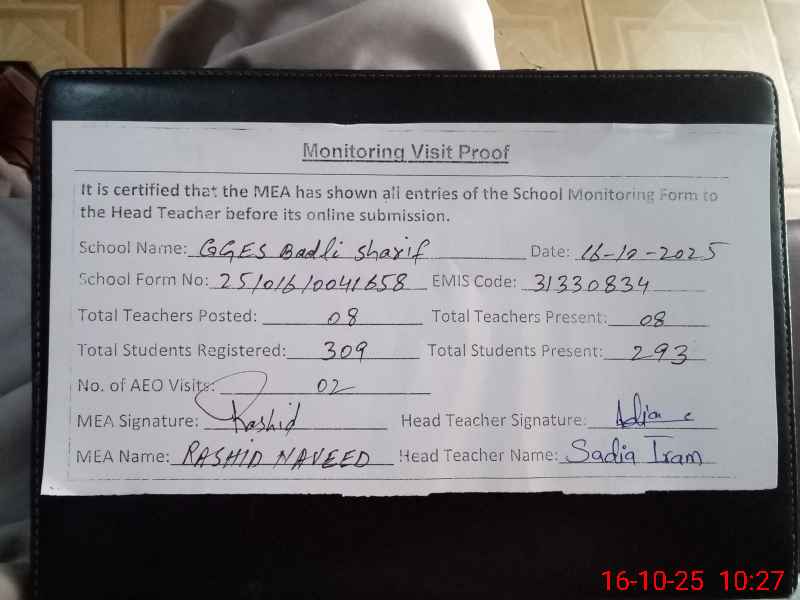 Monitoring Visit Proof
It is certified that the MEA has shown all entries of the School Monitoring Form to
the Head Teacher before its online submission.
School Name: GGES Badli Sharif Date: 16-10-2025
School Form No: 25101610041658 EMIS Code: 31330834
Total Teachers Posted: 08 Total Teachers Present: 08
Total Students Registered: 309 Total Students Present: 293
No. of AEO Visits: 02
MEA Signature: Rashid Head Teacher Signature:
MEA Name: RASHID NAVEED Head Teacher Name: Sadia Iram
16-10-25 10:27